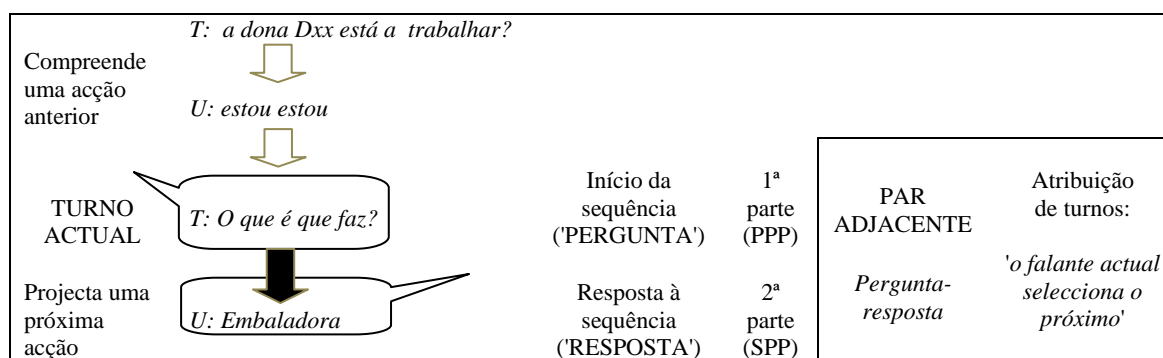 T: a dona Dxx está a trabalhar?
Compreende
uma acção
anterior
U: estou estou
TURNO
ACTUAL
T: O que é que faz?
Início da
sequência
('PERGUNTA')
1ª
parte
(PPP)
PAR
ADJACENTE
Atribuição
de turnos:
Projecta uma
próxima
acção
U: Embaladora
Resposta à
sequência
('RESPOSTA')
2ª
parte
(SPP)
Pergunta-
resposta
'o falante actual
selecciona o
próximo'